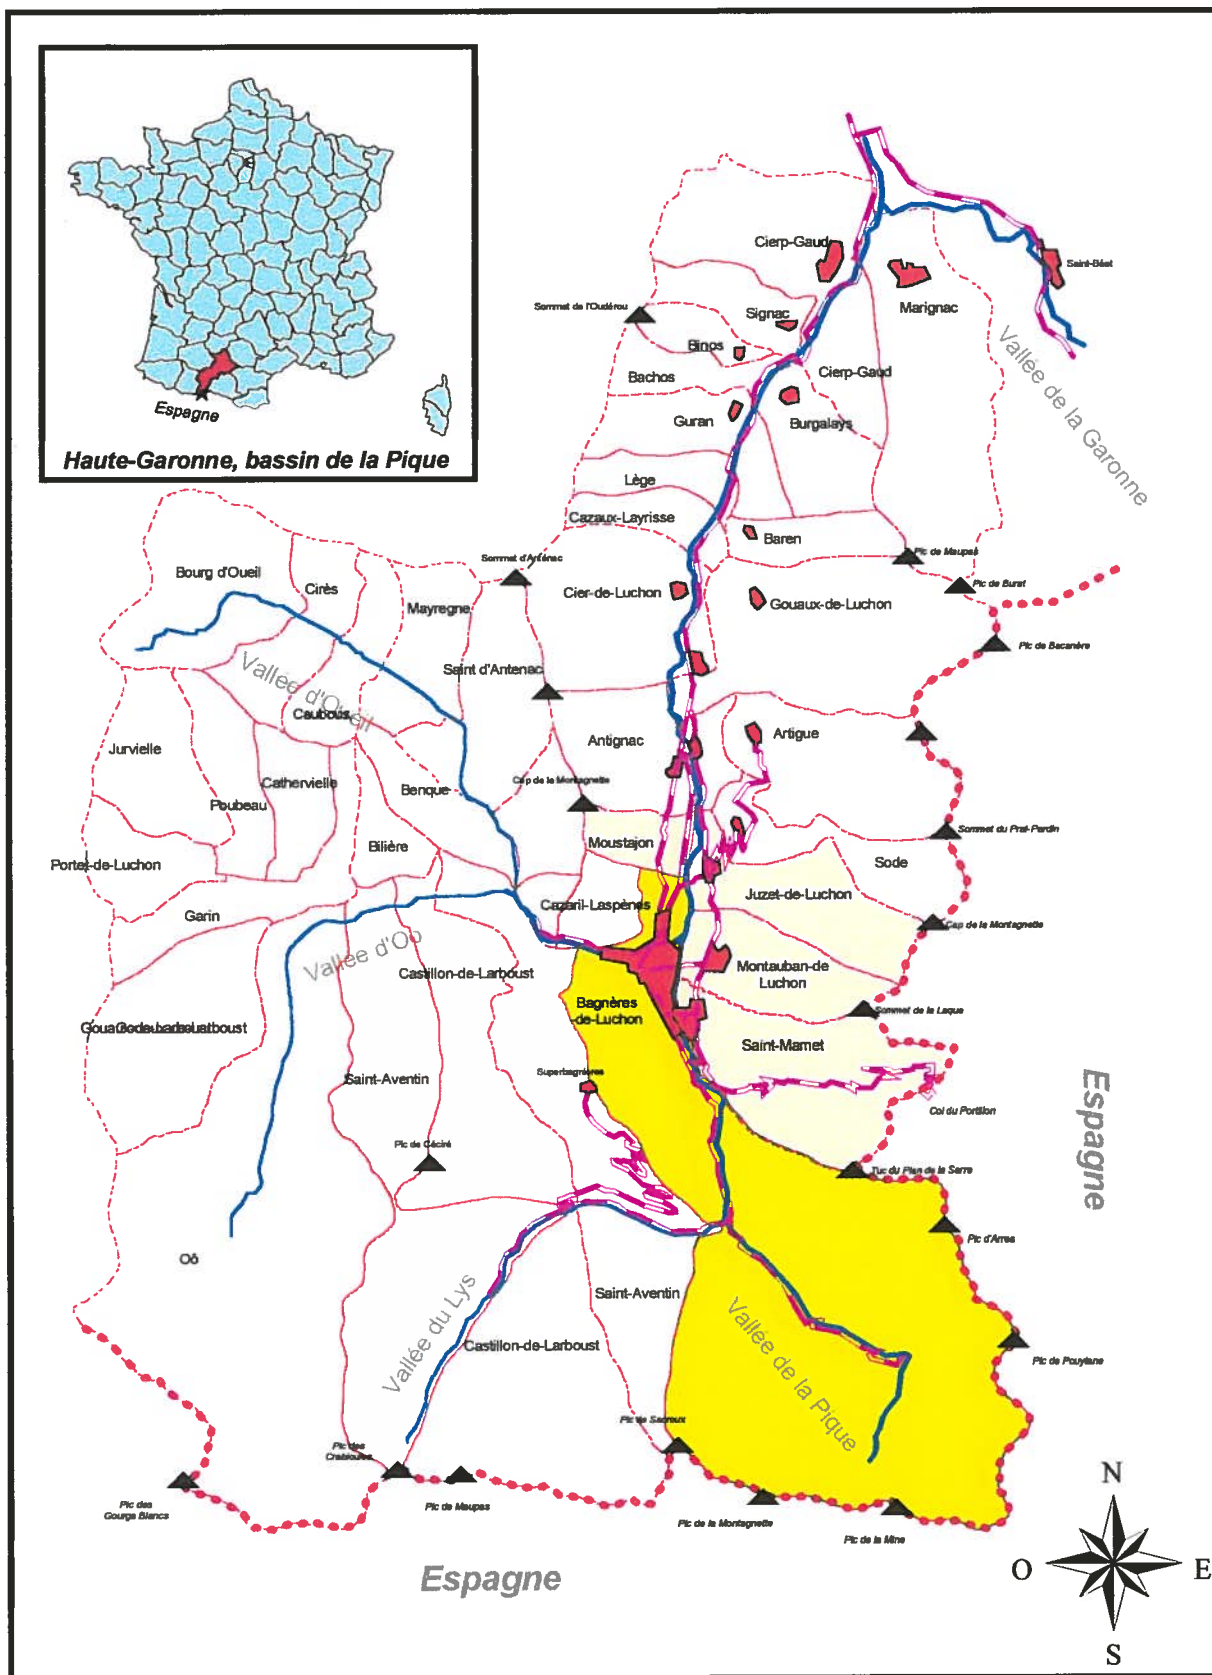 Espagne
Haute-Garonne, bassin de la Pique
Cierp-Gaud
Saint-Béat
Marignac
Sommet de l'Oudérou
Signac
Binos
Bachos
Cierp-Gaud
Vallée de la Garonne
Guran
Burgalays
Lège
Cazaux-Layrisse
Baren
Pic de Maupas
Sommet d'Antenac
Bourg d'Oueil
Cirès
Mayregne
Cier-de-Luchon
Gouaux-de-Luchon
Pic de Burat
Pic de Bacanère
Vallée d'Oueil
Saint d'Antenac
Caubous
Jurvielle
Antignac
Artigue
Cathervielle
Poubeau
Benque
Cap de la Montagnette
Moustajon
Sommet du Prat-Pardin
Bilière
Portet-de-Luchon
Sode
Juzet-de-Luchon
Garin
Cazaril-Laspènes
Cap de la Montagnette
Vallée d'Oô
Castillon-de-Larboust
Montauban-de
Luchon
Bagnères
-de-Luchon
Sommet de la Laque
Saint-Mamet
Saint-Aventin
Superbagnères
Espagne
Col du Portillon
Pic de Céciré
Tuc du Plan de la Serre
Pic d'Arres
Oô
Saint-Aventin
Vallée du Lys
Castillon-de-Larboust
Vallée de la Pique
Pic de Pouylane
Pic de Sacroux
Pic des
Crabioules
Pic des
Gourgs Blancs
Pic de Maupas
Pic de la Montagnette
Pic de la Mine
Espagne
N
O
E
S